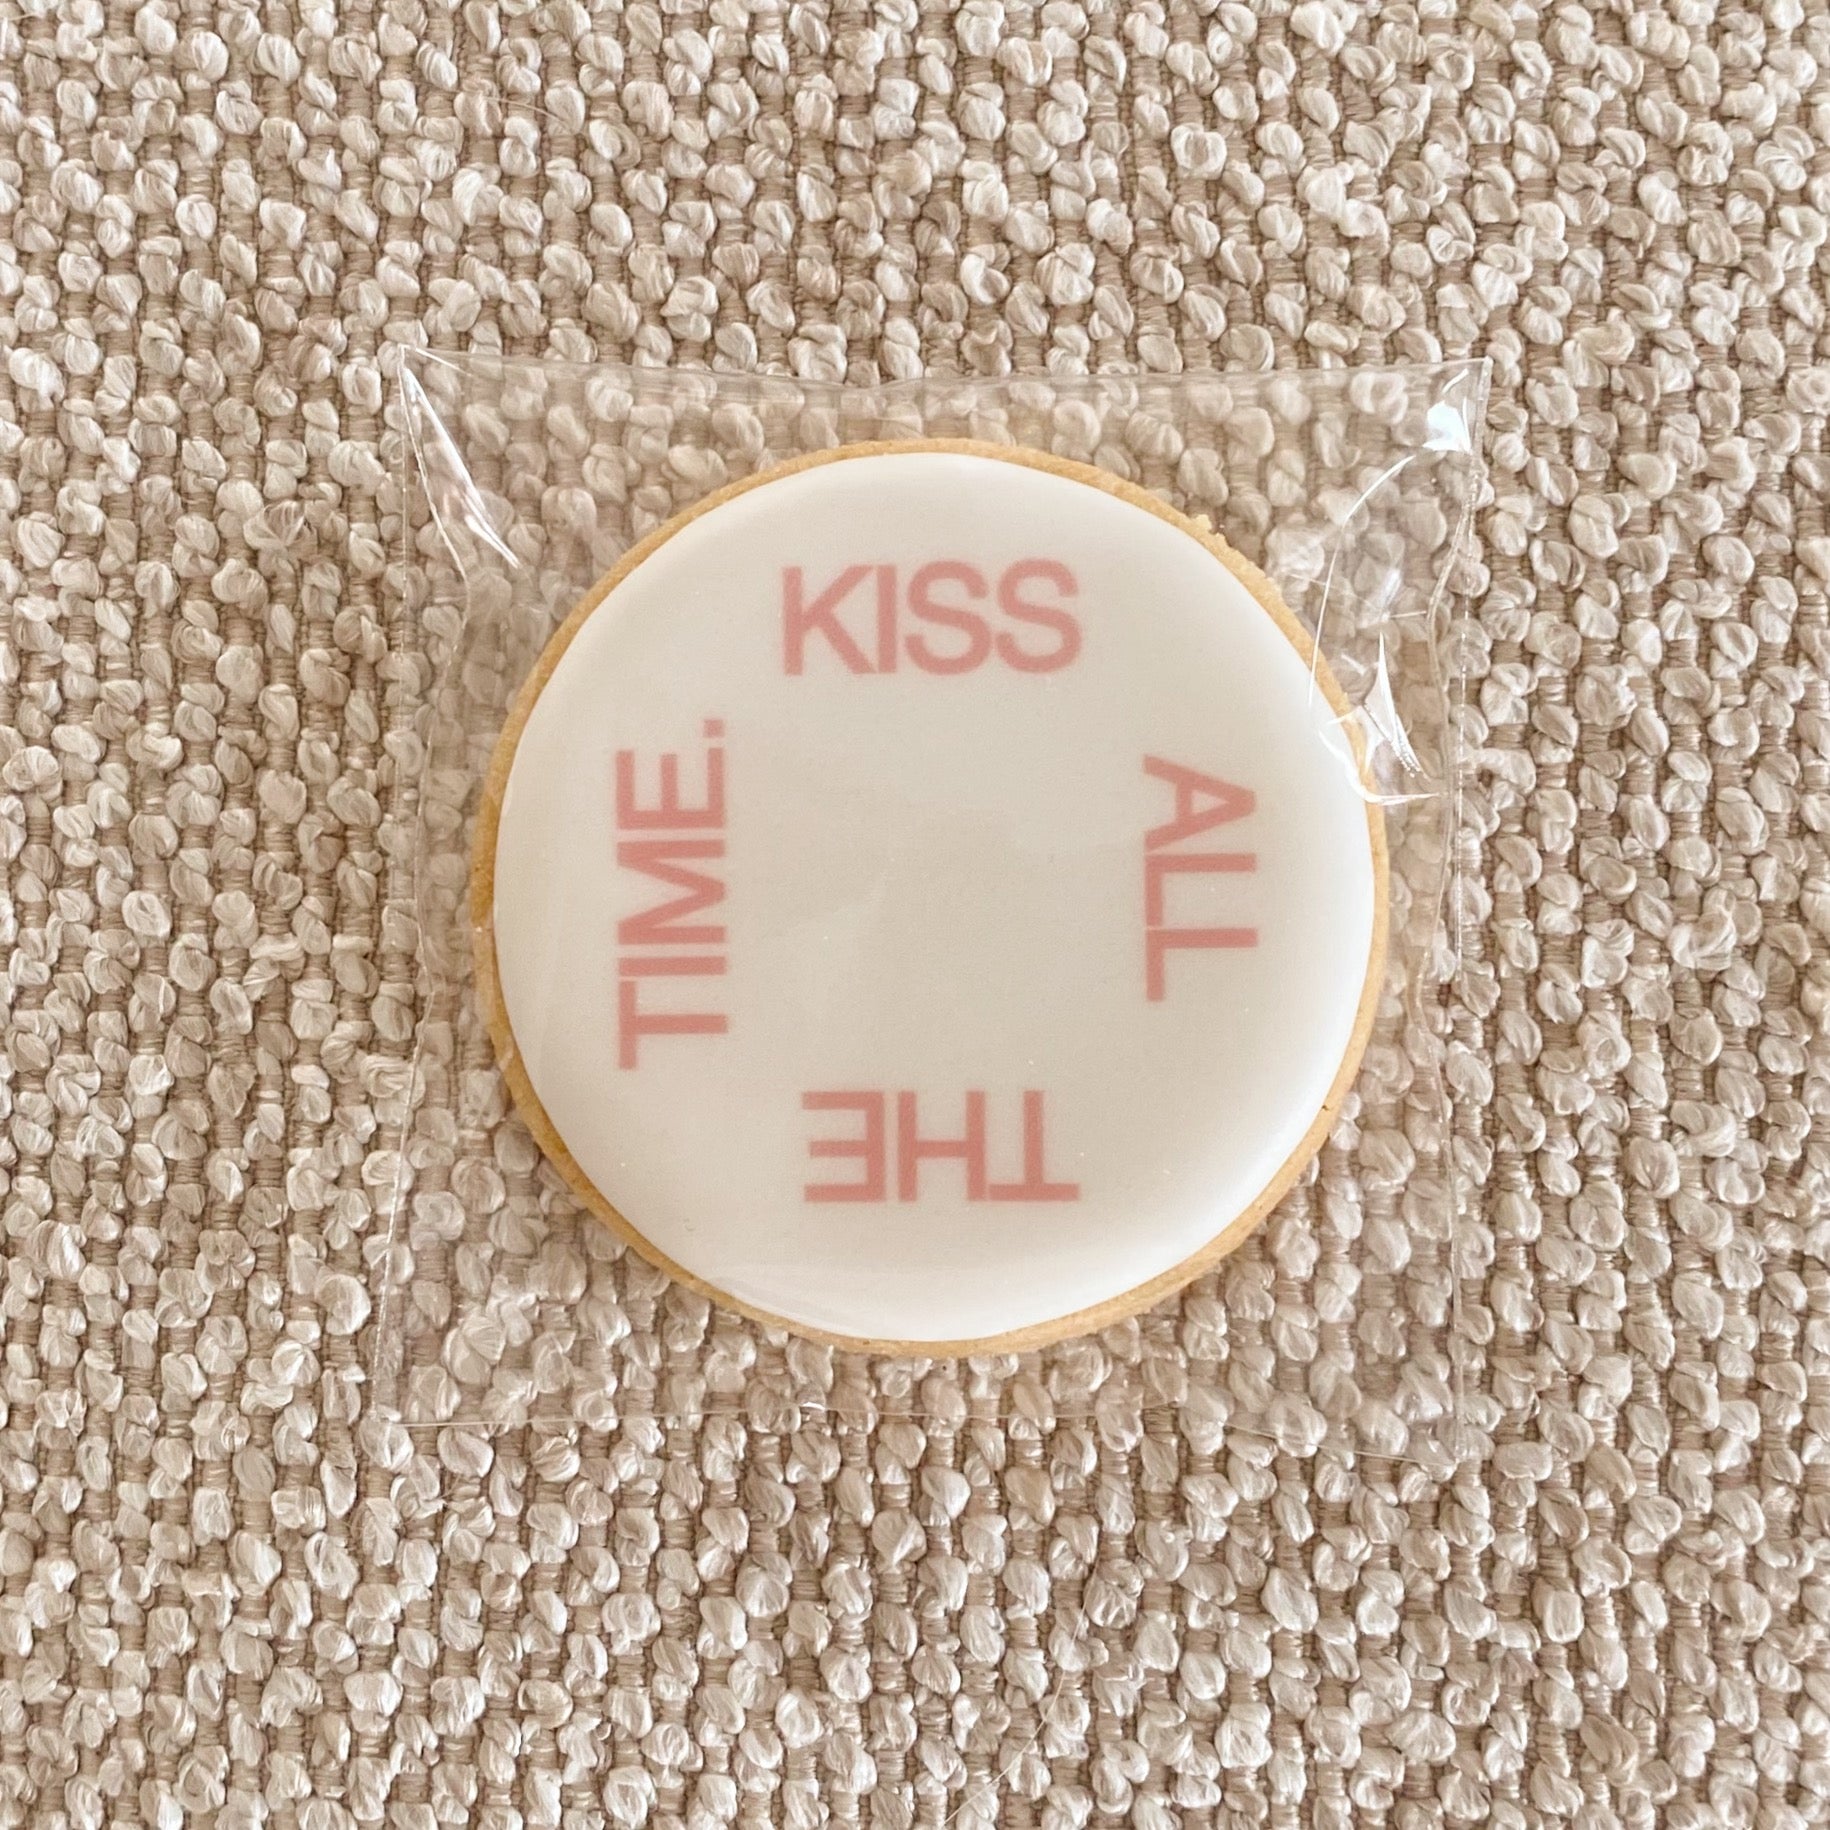 KISS
ALL
THE
TIME.